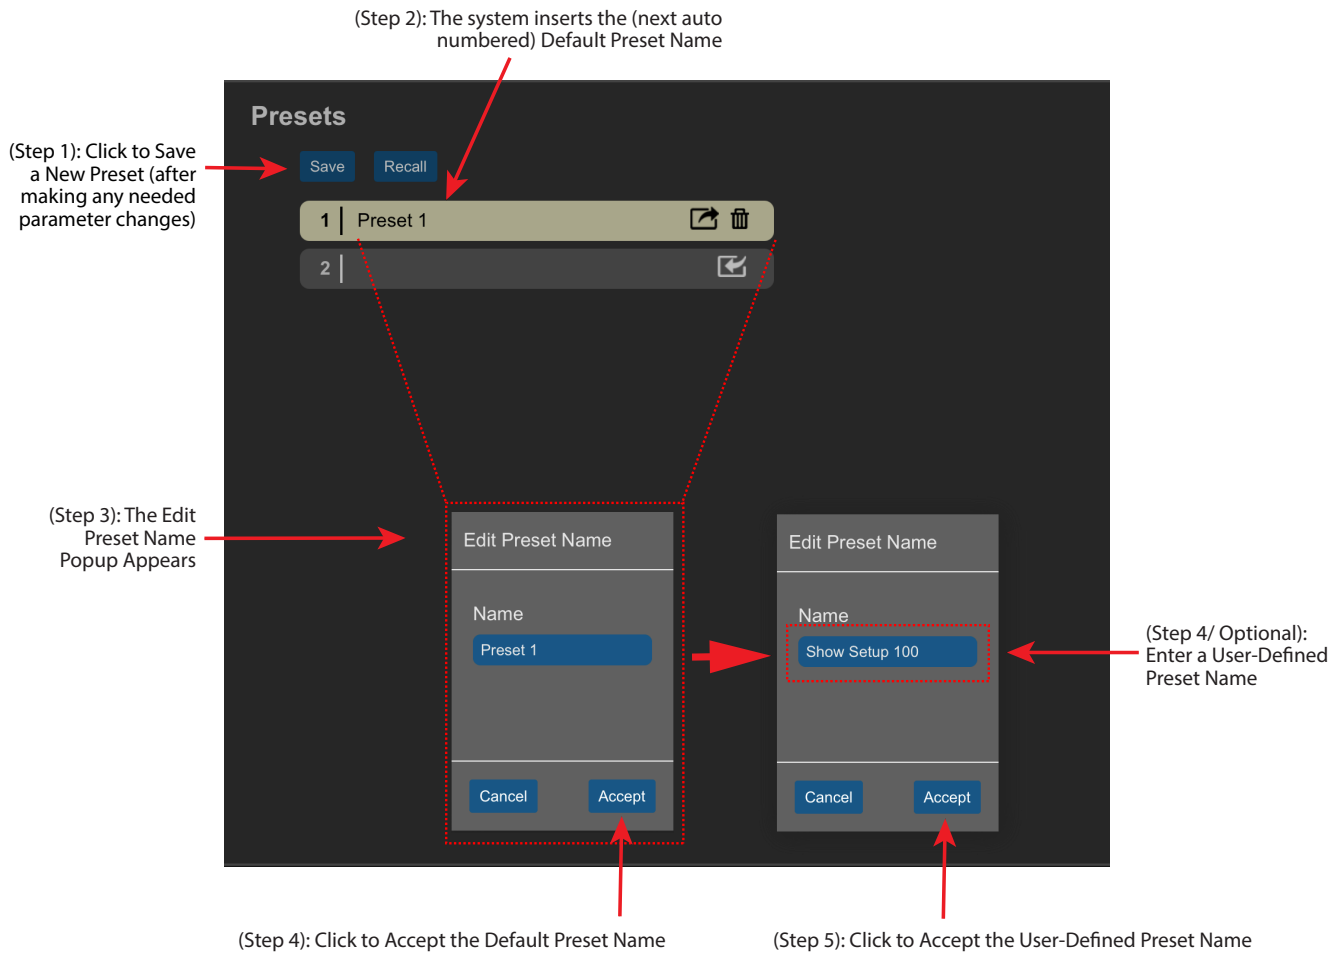 (Step 2): The system inserts the (next auto
numbered) Default Preset Name
Presets
(Step 1): Click to Save
a New Preset (after
making any needed
parameter changes)
Save
Recall
1
Preset 1
2
(Step 3): The Edit
Preset Name
Popup Appears
Edit Preset Name
Name
Preset 1
Cancel
Accept
Edit Preset Name
Name
Show Setup 100
Cancel
Accept
(Step 4/ Optional):
Enter a User-Defined
Preset Name
(Step 4): Click to Accept the Default Preset Name
(Step 5): Click to Accept the User-Defined Preset Name